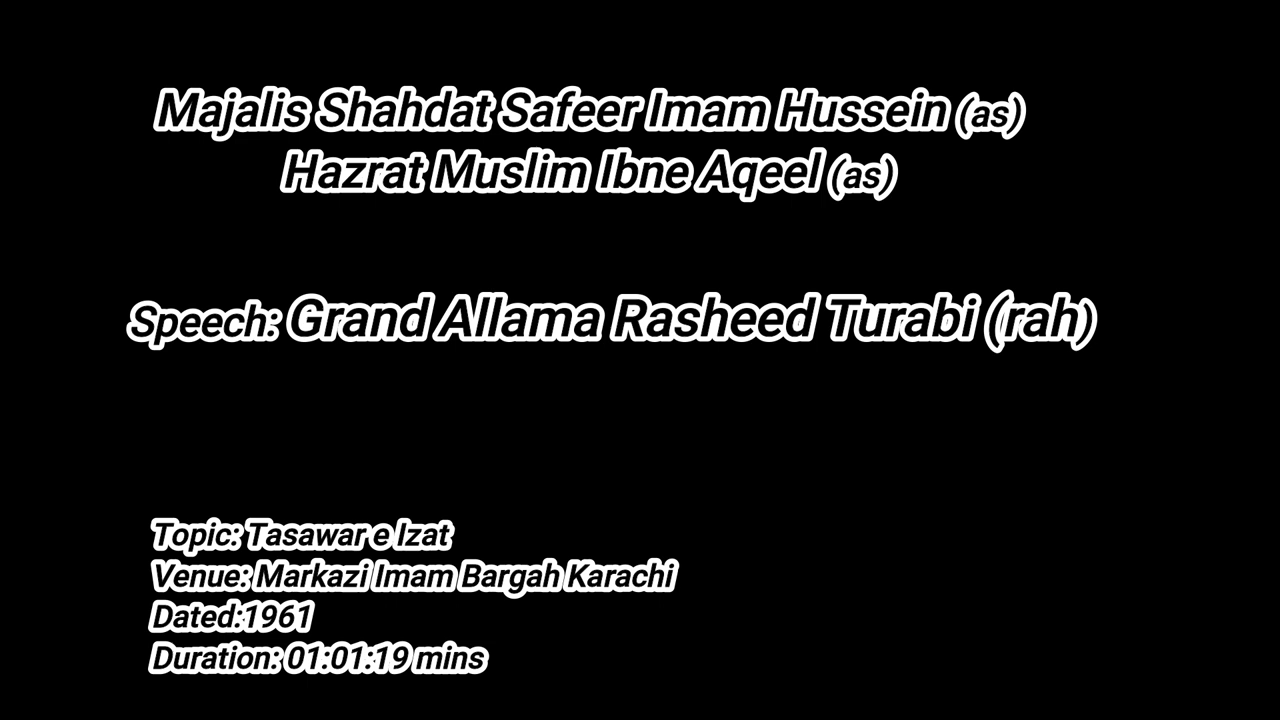 Majalis Shahdat Safeer Imam Hussein (as)
Hazrat Muslim Ibne Aqeel (as)
Speech: Grand Allama Rasheed Turabi (rah)
Topic: Tasawar e Izat
Venue: Markazi Imam Bargah Karachi
Dated:1961
Duration: 01:01:19 mins